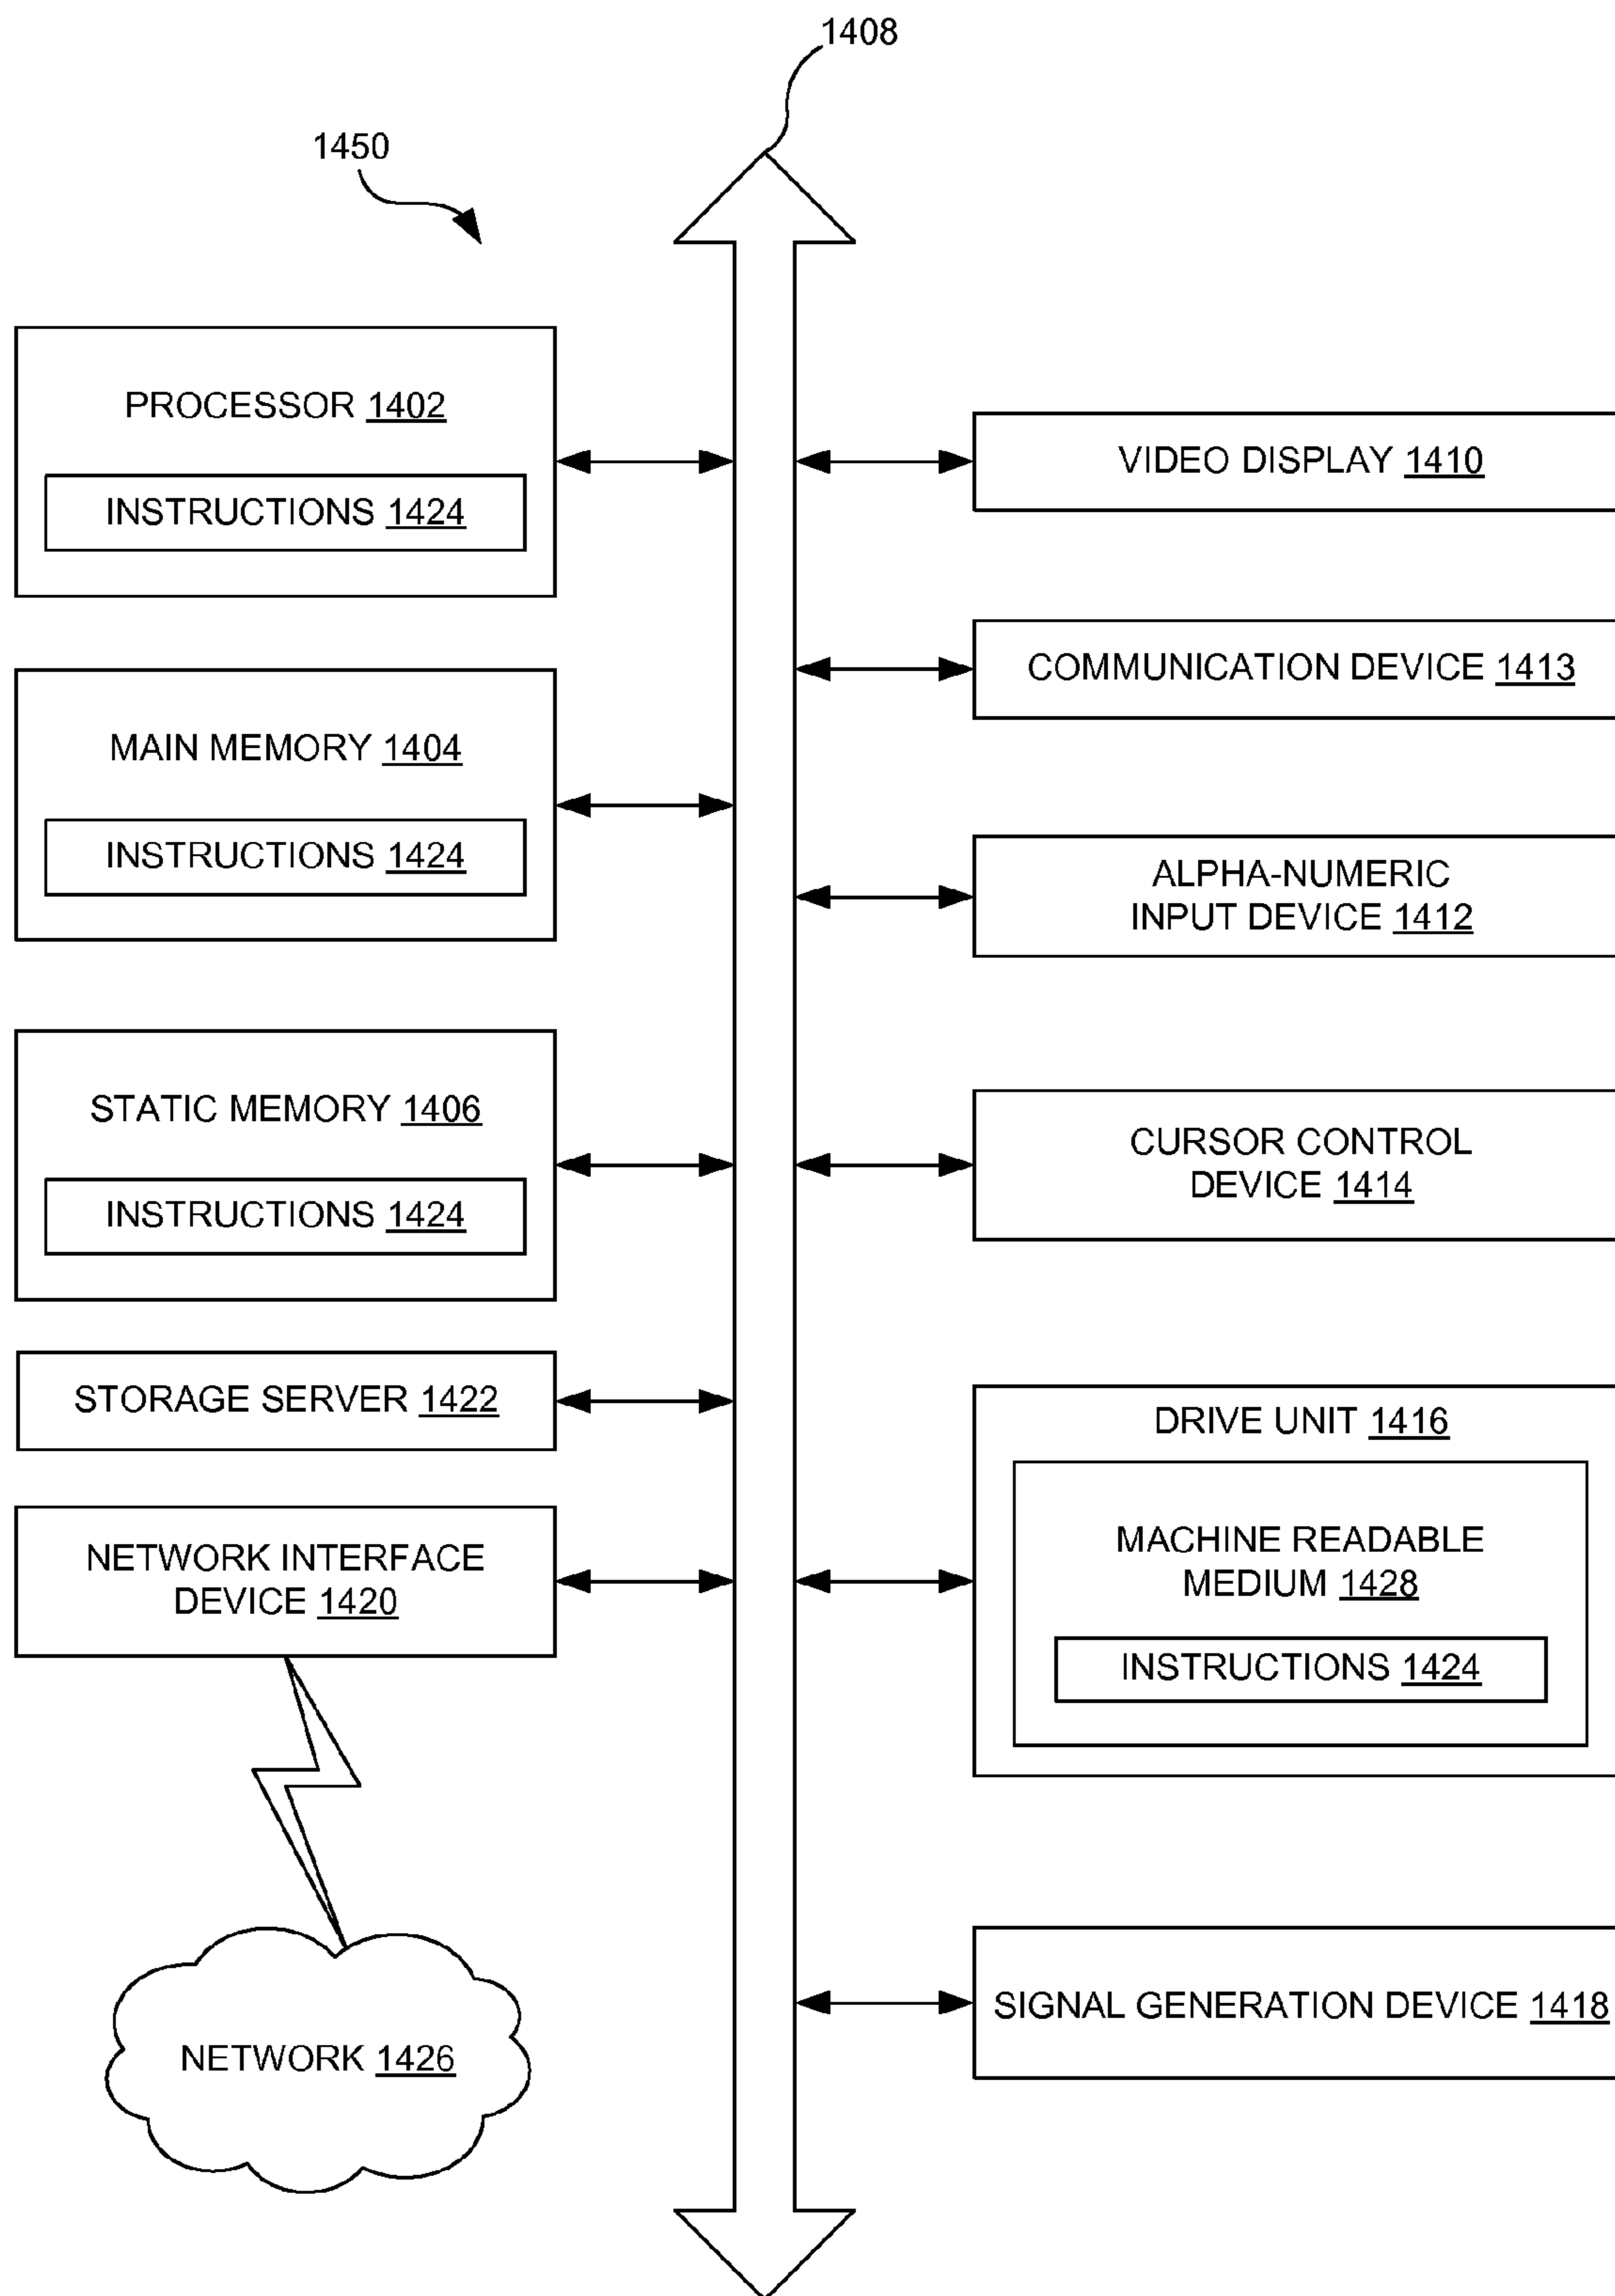 1408
1450
PROCESSOR 1402
INSTRUCTIONS 1424
MAIN MEMORY 1404
INSTRUCTIONS 1424
STATIC MEMORY 1406
INSTRUCTIONS 1424
STORAGE SERVER 1422
NETWORK INTERFACE
DEVICE 1420
NETWORK 1426
VIDEO DISPLAY 1410
COMMUNICATION DEVICE 1413
ALPHA-NUMERIC
INPUT DEVICE 1412
CURSOR CONTROL
DEVICE 1414
DRIVE UNIT 1416
MACHINE READABLE
MEDIUM 1428
INSTRUCTIONS 1424
SIGNAL GENERATION DEVICE 1418